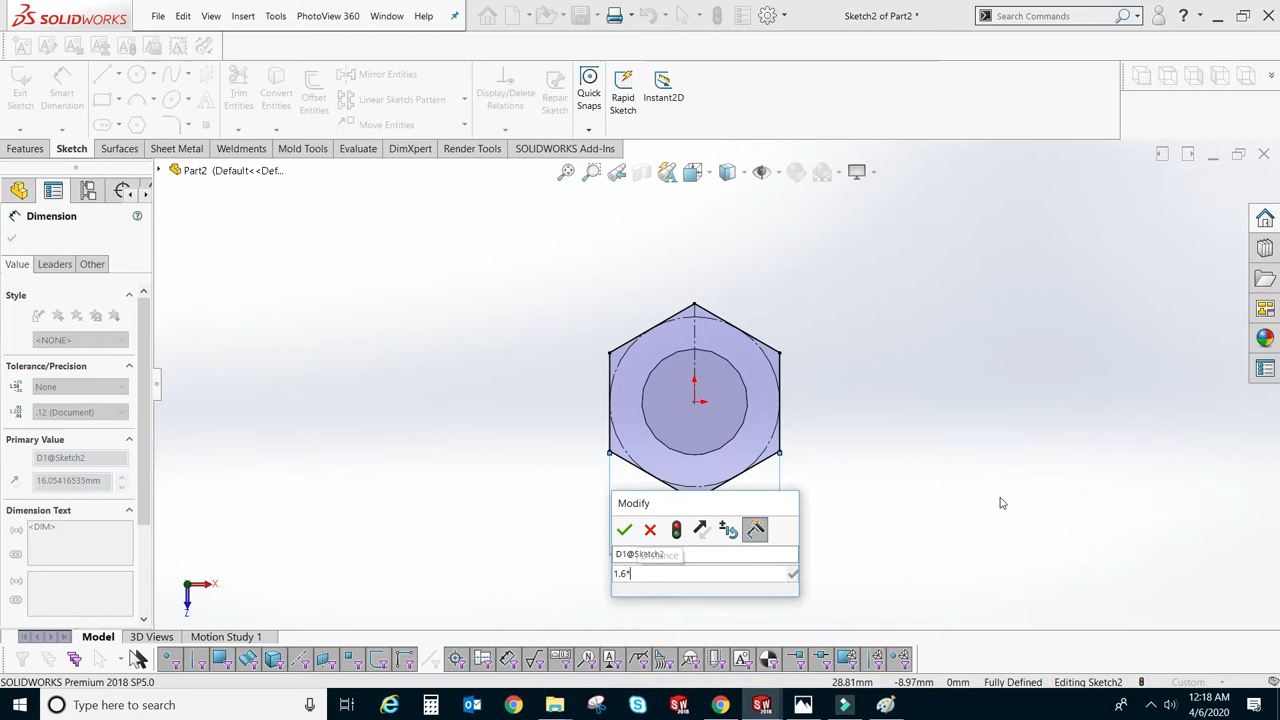 SOLIDWORKS
File Edit View Insert Tools PhotoView 360 Window Help
Sketch2 of Part2 *
Search Commands
?
Exit Sketch
Smart Dimension
Trim Entities
Convert Entities
Offset Entities
Mirror Entities
Linear Sketch Pattern
Move Entities
Display/Delete Relations
Repair Sketch
Quick Snaps
Rapid Sketch
Instant2D
Features Sketch Surfaces Sheet Metal Weldments Mold Tools Evaluate DimXpert Render Tools SOLIDWORKS Add-Ins
Part2 (Default<<Def...
Dimension
Value Leaders Other
Style
<NONE>
Tolerance/Precision
None
.12 (Document)
Primary Value
D1@Sketch2
16.05416535mm
Dimension Text
<DIM>
Modify
D1@Sketch2
1.6*
X
Z
Model 3D Views Motion Study 1
SOLIDWORKS Premium 2018 SP5.0
28.81mm -8.97mm 0mm Fully Defined Editing Sketch2 Custom
Type here to search
12:18 AM
4/6/2020